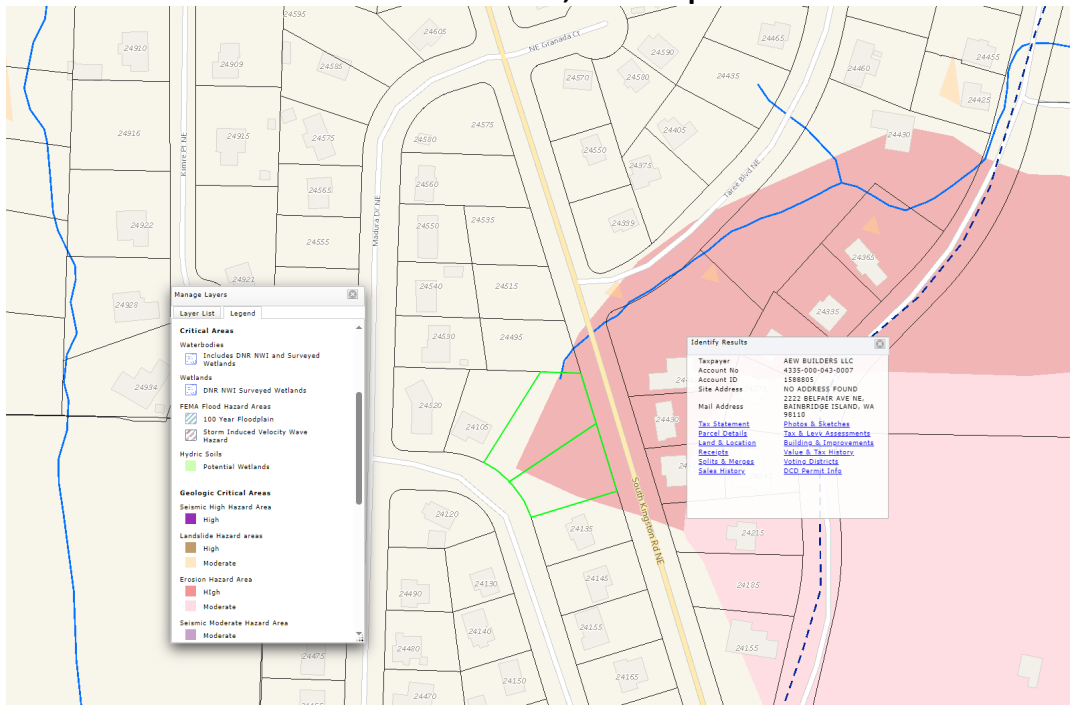 24595
24605
24910
24909
24585
NE Granada Ct
24590
24570
24580
24465
24435
24460
24455
24425
24916
24915
24575
24580
24575
24550
24405
24430
Kimire Pl NE
24565
24560
24375
Taree Blvd NE
24922
24555
Madura Dr NE
24550
24535
24399
24365
24921
24540
24515
24928
24530
24495
24335
24934
24520
24105
24430
South Kingston Rd NE
24120
24135
24215
24490
24130
24145
24185
24140
24155
24155
24480
24475
24470
24150
24165
Manage Layers
Layer List
Legend
Critical Areas
Waterbodies
Includes DNR NWI and Surveyed
Wetlands
Wetlands
DNR NWI Surveyed Wetlands
FEMA Flood Hazard Areas
100 Year Floodplain
Storm Induced Velocity Wave
Hazard
Hydric Soils
Potential Wetlands
Geologic Critical Areas
Seismic High Hazard Area
High
Landslide Hazard areas
High
Moderate
Erosion Hazard Area
HIgh
Moderate
Seismic Moderate Hazard Area
Moderate
Identify Results
Taxpayer AEW BUILDERS LLC
Account No 4335-000-043-0007
Account ID 1588805
Site Address NO ADDRESS FOUND
Mail Address 2222 BELFAIR AVE NE,
BAINBRIDGE ISLAND, WA
98110
Tax Statement Photos & Sketches
Parcel Details Tax & Levy Assessments
Land & Location Building & Improvements
Receipts Value & Tax History
Splits & Merges Voting Districts
Sales History DCD Permit Info